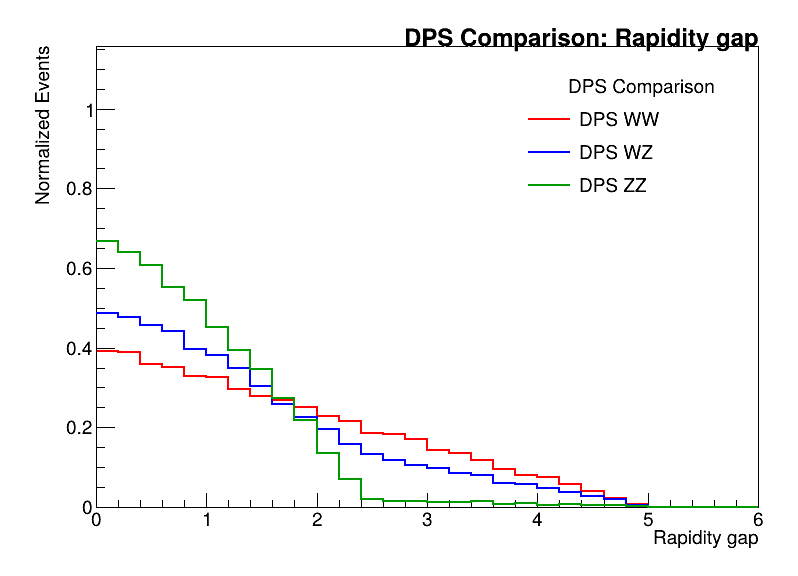 DPS Comparison: Rapidity gap
Normalized Events
DPS Comparison
DPS WW
DPS WZ
DPS ZZ
1
0.8
0.6
0.4
0.2
0
0 1 2 3 4 5 6
Rapidity gap